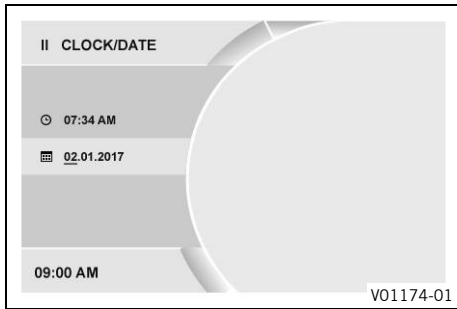 II CLOCK/DATE
07:34 AM
02.01.2017
09:00 AM
V01174-01